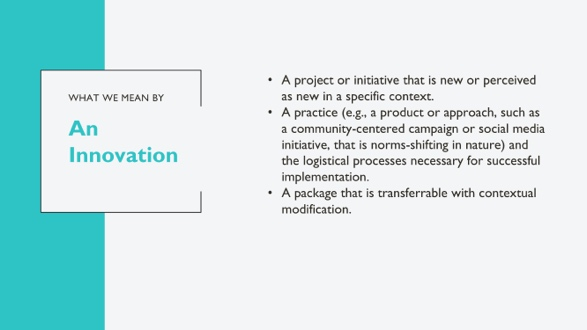 WHAT WE MEAN BY
An
Innovation
• A project or initiative that is new or perceived
as new in a specific context.
• A practice (e.g., a product or approach, such as
a community-centered campaign or social media
initiative, that is norms-shifting in nature) and
the logistical processes necessary for successful
implementation.
• A package that is transferrable with contextual
modification.